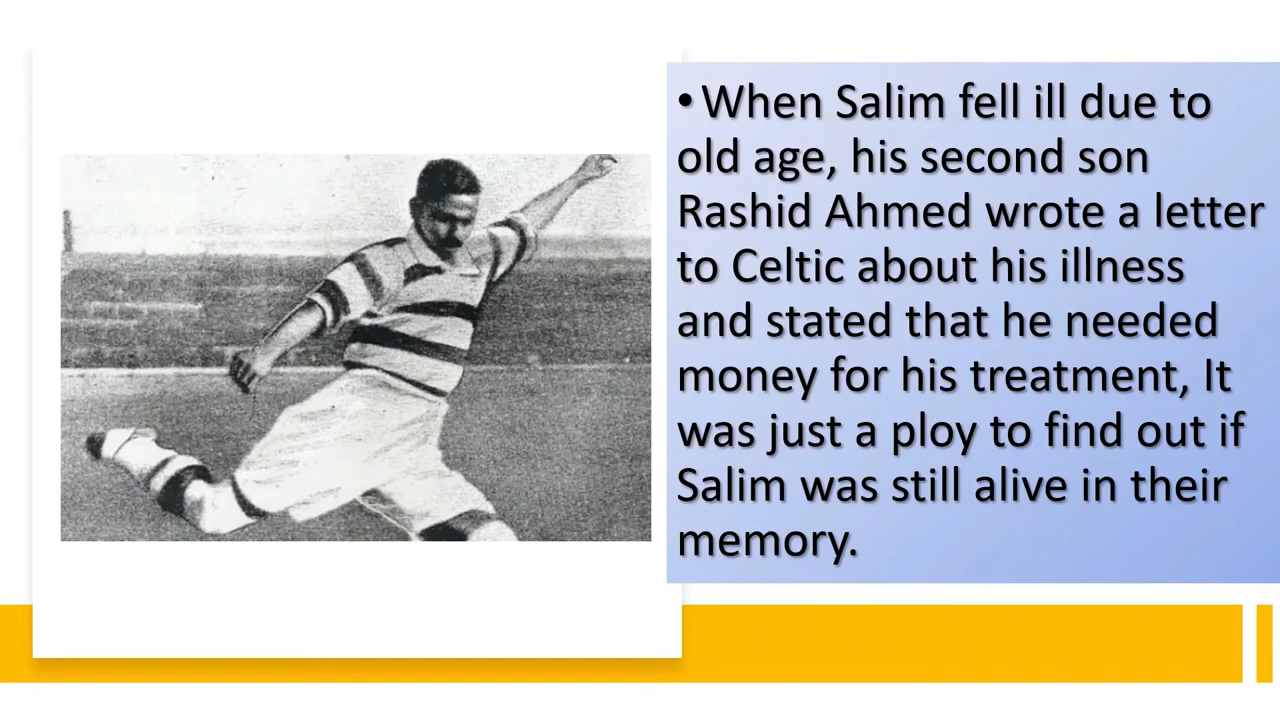 • When Salim fell ill due to
old age, his second son
Rashid Ahmed wrote a letter
to Celtic about his illness
and stated that he needed
money for his treatment, It
was just a ploy to find out if
Salim was still alive in their
memory.